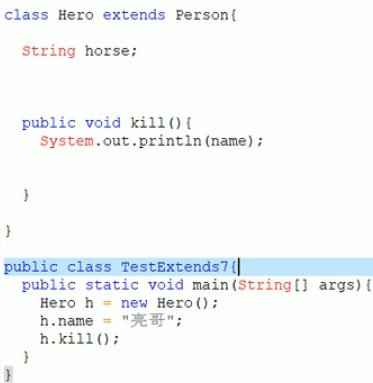 class Hero extends Person{
String horse;
public void kill(){
System.out.println(name);
}
}
public class TestExtends7{
public static void main(String[] args){
Hero h = new Hero();
h.name = "亮哥";
h.kill();
}
}